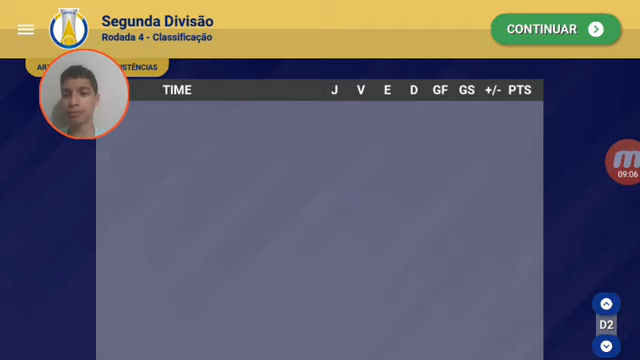 Segunda Divisão
Rodada 4 - Classificação
CONTINUAR
TIME J V E D GF GS +/- PTS
09:06
D2